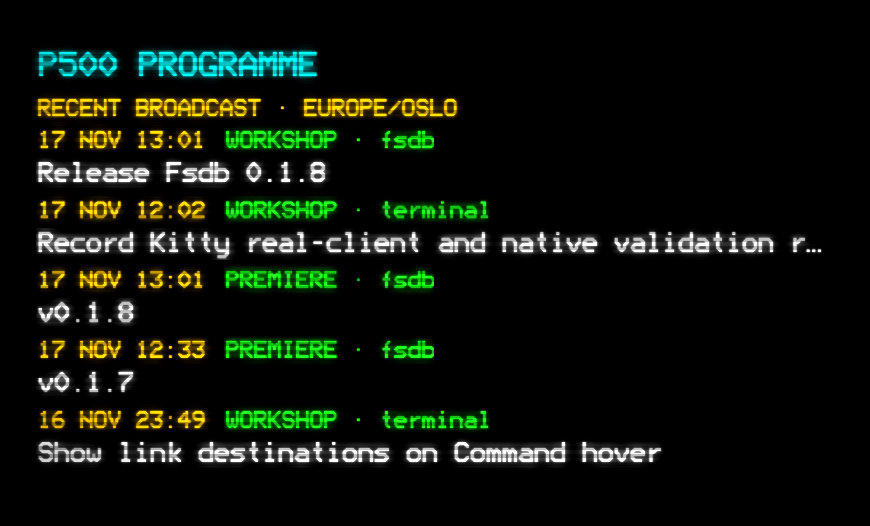 P500 PROGRAMME
RECENT BROADCAST · EUROPE/OSLO
17 NOV 13:01 WORKSHOP · fsdb
Release Fsdb 0.1.8
17 NOV 12:02 WORKSHOP · terminal
Record Kitty real-client and native validation r…
17 NOV 13:01 PREMIERE · fsdb
v0.1.8
17 NOV 12:33 PREMIERE · fsdb
v0.1.7
16 NOV 23:49 WORKSHOP · terminal
Show link destinations on Command hover